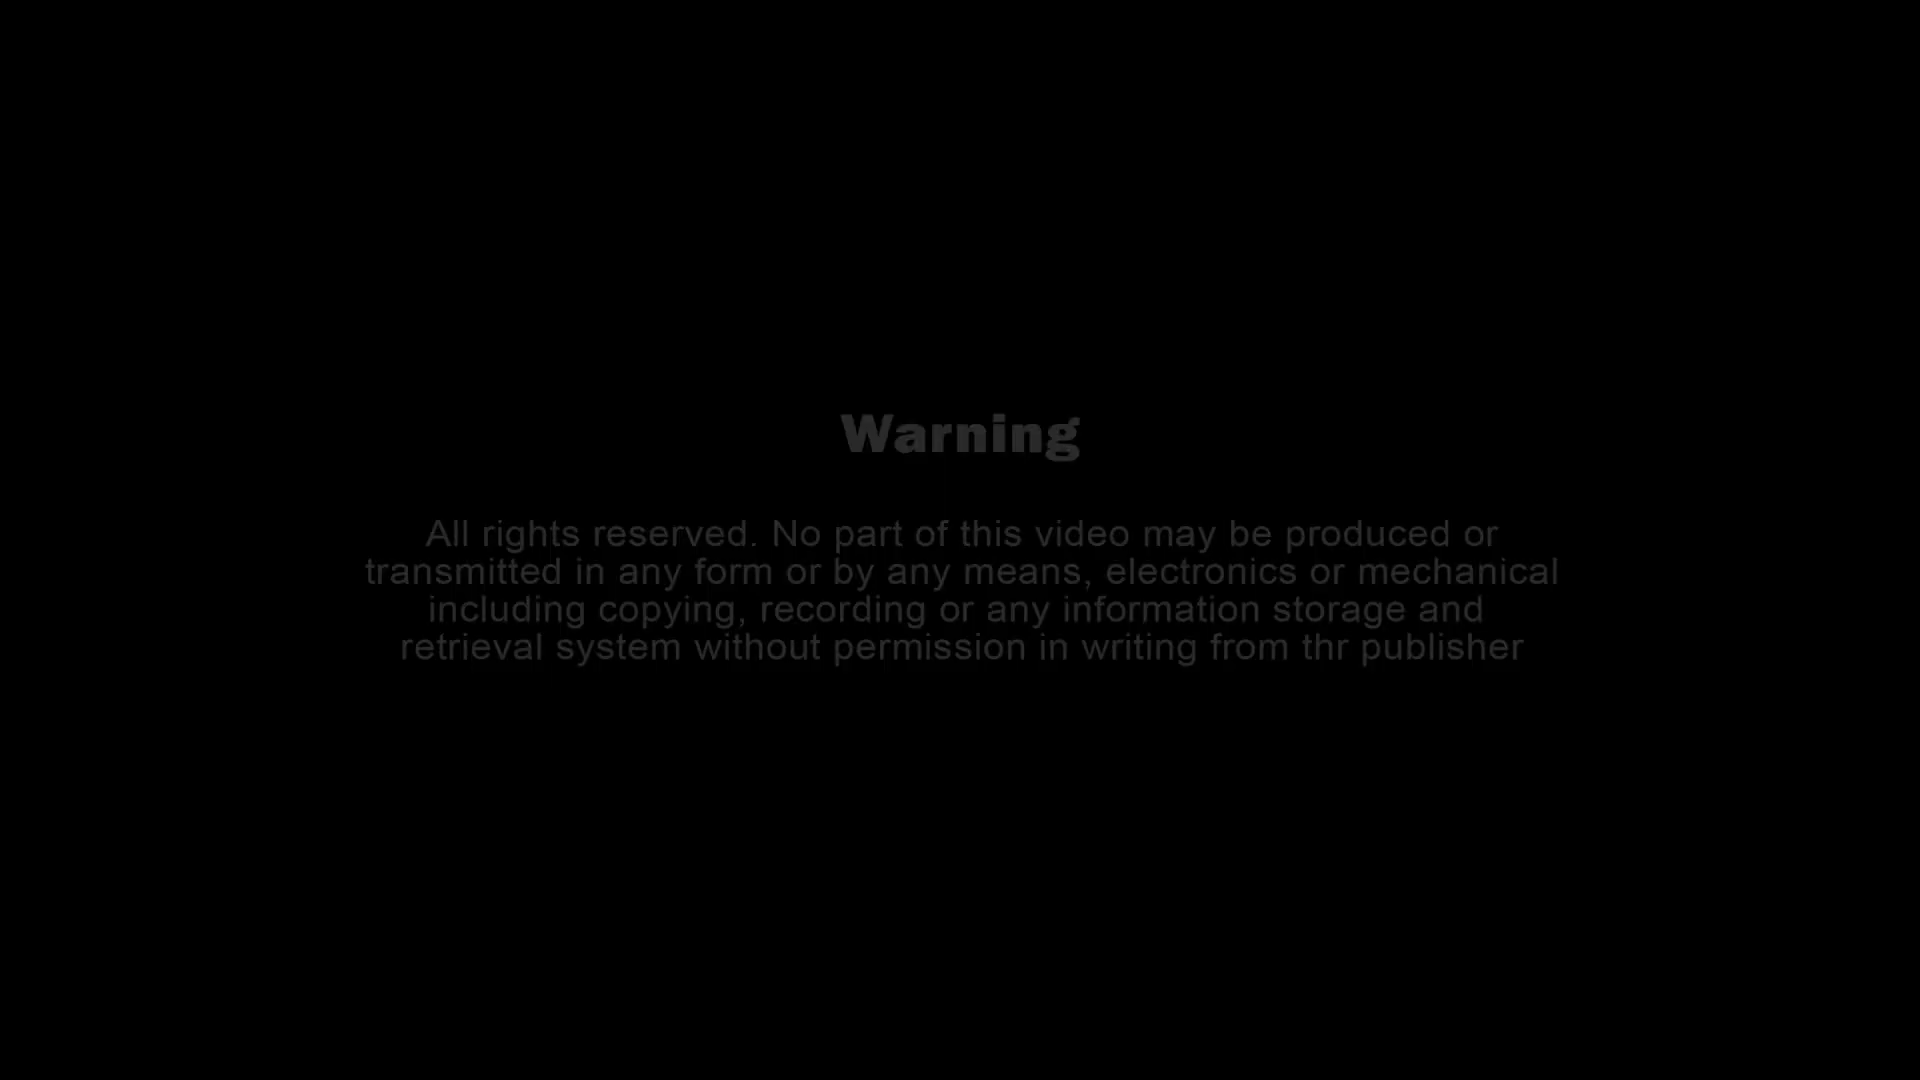 Warning
All rights reserved. No part of this video may be produced or
transmitted in any form or by any means, electronics or mechanical
including copying, recording or any information storage and
retrieval system without permission in writing from thr publisher